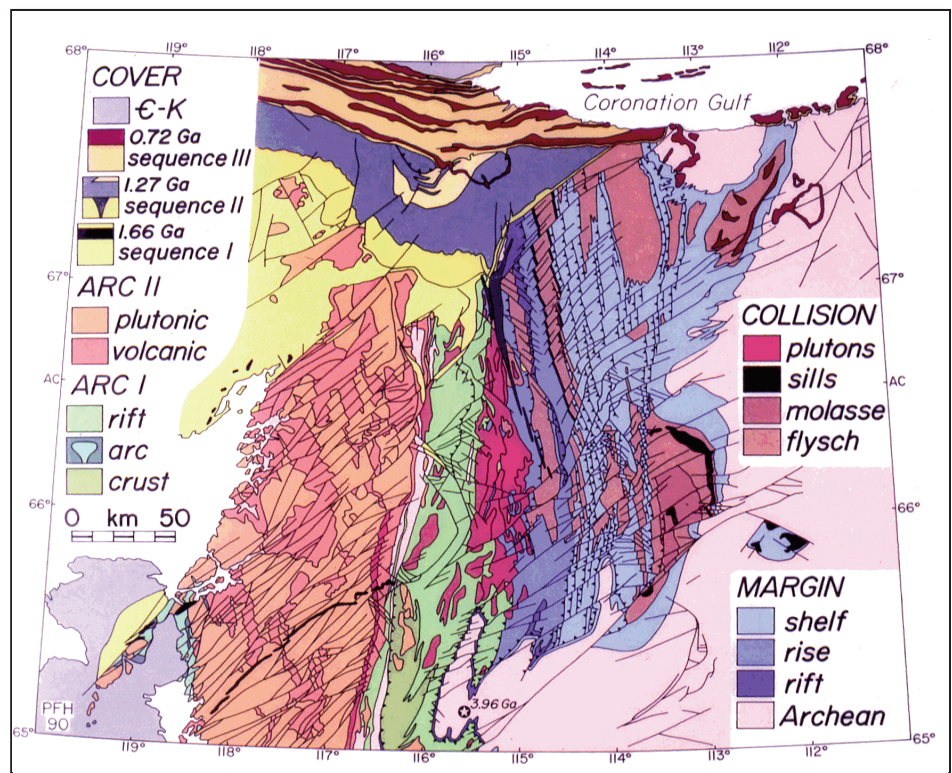 68° 119° 118° 117° 116° 115° 114° 113° 112° 68°
COVER
€-K
0.72 Ga
sequence III
1.27 Ga
sequence II
1.66 Ga
sequence I
Coronation Gulf
67° 67°
ARC II
plutonic
volcanic
AC AC
ARC I
rift
arc
crust
COLLISION
plutons
sills
molasse
flysch
66° 66°
0 km 50
MARGIN
shelf
rise
rift
Archean
3.96 Ga
PFH
90
65° 119° 118° 117° 116° 115° 114° 113° 112° 65°